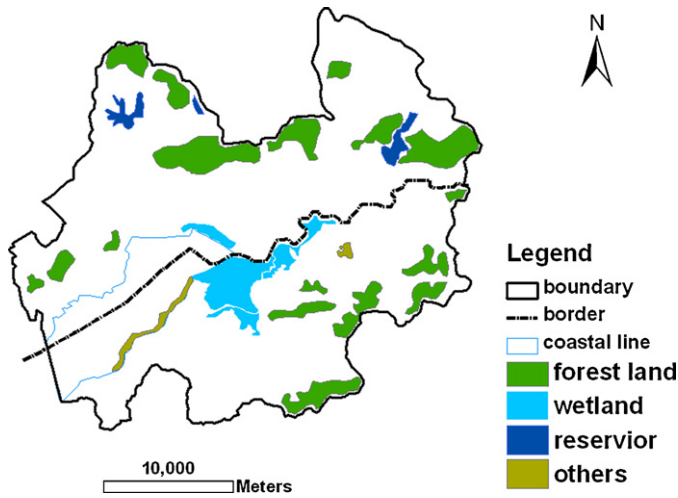 N
Legend
boundary
border
coastal line
forest land
wetland
reservior
others
10,000
Meters